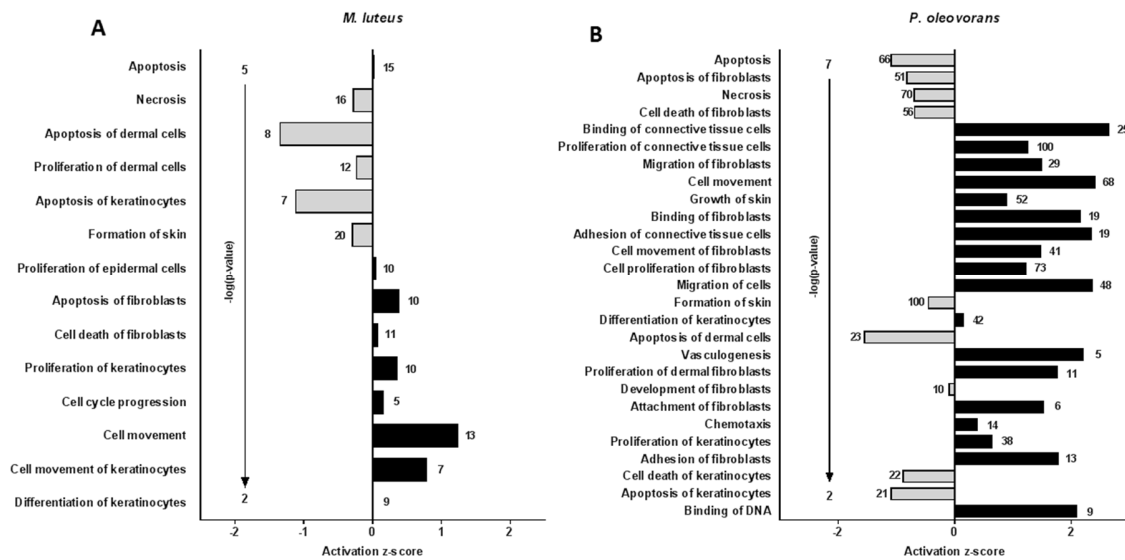 A
M. luteus
Apoptosis 5 15
Necrosis 16
Apoptosis of dermal cells 8
Proliferation of dermal cells 12
Apoptosis of keratinocytes 7
Formation of skin 20
Proliferation of epidermal cells 10
Apoptosis of fibroblasts 10
Cell death of fibroblasts 11
Proliferation of keratinocytes 10
Cell cycle progression 5
Cell movement 13
Cell movement of keratinocytes 7
Differentiation of keratinocytes 2 9
-log(p-value)
-2 -1 0 1 2
Activation z-score
B
P. oleovorans
Apoptosis 7 66
Apoptosis of fibroblasts 51
Necrosis 70
Cell death of fibroblasts 56
Binding of connective tissue cells 25
Proliferation of connective tissue cells 100
Migration of fibroblasts 29
Cell movement 68
Growth of skin 52
Binding of fibroblasts 19
Adhesion of connective tissue cells 19
Cell movement of fibroblasts 41
Cell proliferation of fibroblasts 73
Migration of cells 48
Formation of skin 100
Differentiation of keratinocytes 42
Apoptosis of dermal cells 23
Vasculogenesis 5
Proliferation of dermal fibroblasts 11
Development of fibroblasts 10
Attachment of fibroblasts 6
Chemotaxis 14
Proliferation of keratinocytes 38
Adhesion of fibroblasts 13
Cell death of keratinocytes 22
Apoptosis of keratinocytes 2 21
Binding of DNA 9
-log(p-value)
-2 0 2
Activation z-score